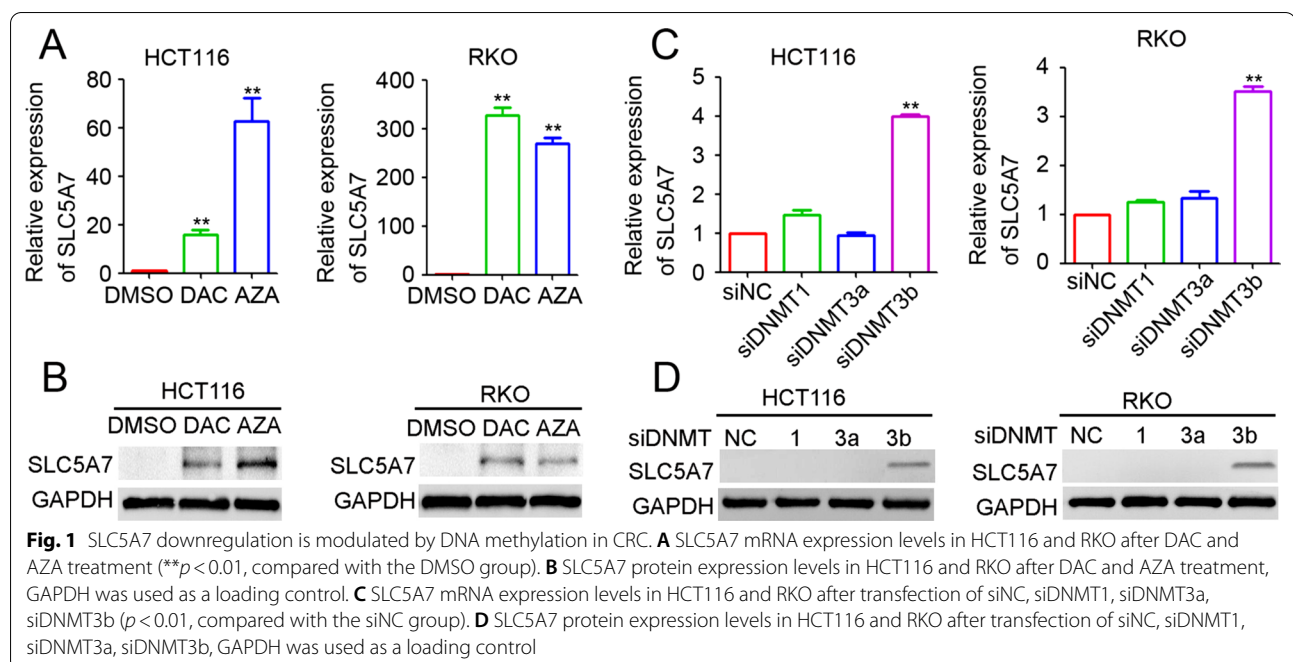 A
HCT116
Relative expression
of SLC5A7
80
60
40
20
0
**
**
DMSO DAC AZA
RKO
Relative expression
of SLC5A7
400
300
200
100
0
**
**
DMSO DAC AZA
C
HCT116
Relative expression
of SLC5A7
5
4
3
2
1
0
**
siNC
siDNMT1
siDNMT3a
siDNMT3b
RKO
Relative expression
of SLC5A7
4
3
2
1
0
**
siNC
siDNMT1
siDNMT3a
siDNMT3b
B
HCT116
DMSO DAC AZA
SLC5A7
GAPDH
RKO
DMSO DAC AZA
SLC5A7
GAPDH
D
HCT116
siDNMT NC 1 3a 3b
SLC5A7
GAPDH
RKO
siDNMT NC 1 3a 3b
SLC5A7
GAPDH
Fig. 1 SLC5A7 downregulation is modulated by DNA methylation in CRC. A SLC5A7 mRNA expression levels in HCT116 and RKO after DAC and
AZA treatment (**p < 0.01, compared with the DMSO group). B SLC5A7 protein expression levels in HCT116 and RKO after DAC and AZA treatment,
GAPDH was used as a loading control. C SLC5A7 mRNA expression levels in HCT116 and RKO after transfection of siNC, siDNMT1, siDNMT3a,
siDNMT3b (p < 0.01, compared with the siNC group). D SLC5A7 protein expression levels in HCT116 and RKO after transfection of siNC, siDNMT1,
siDNMT3a, siDNMT3b, GAPDH was used as a loading control